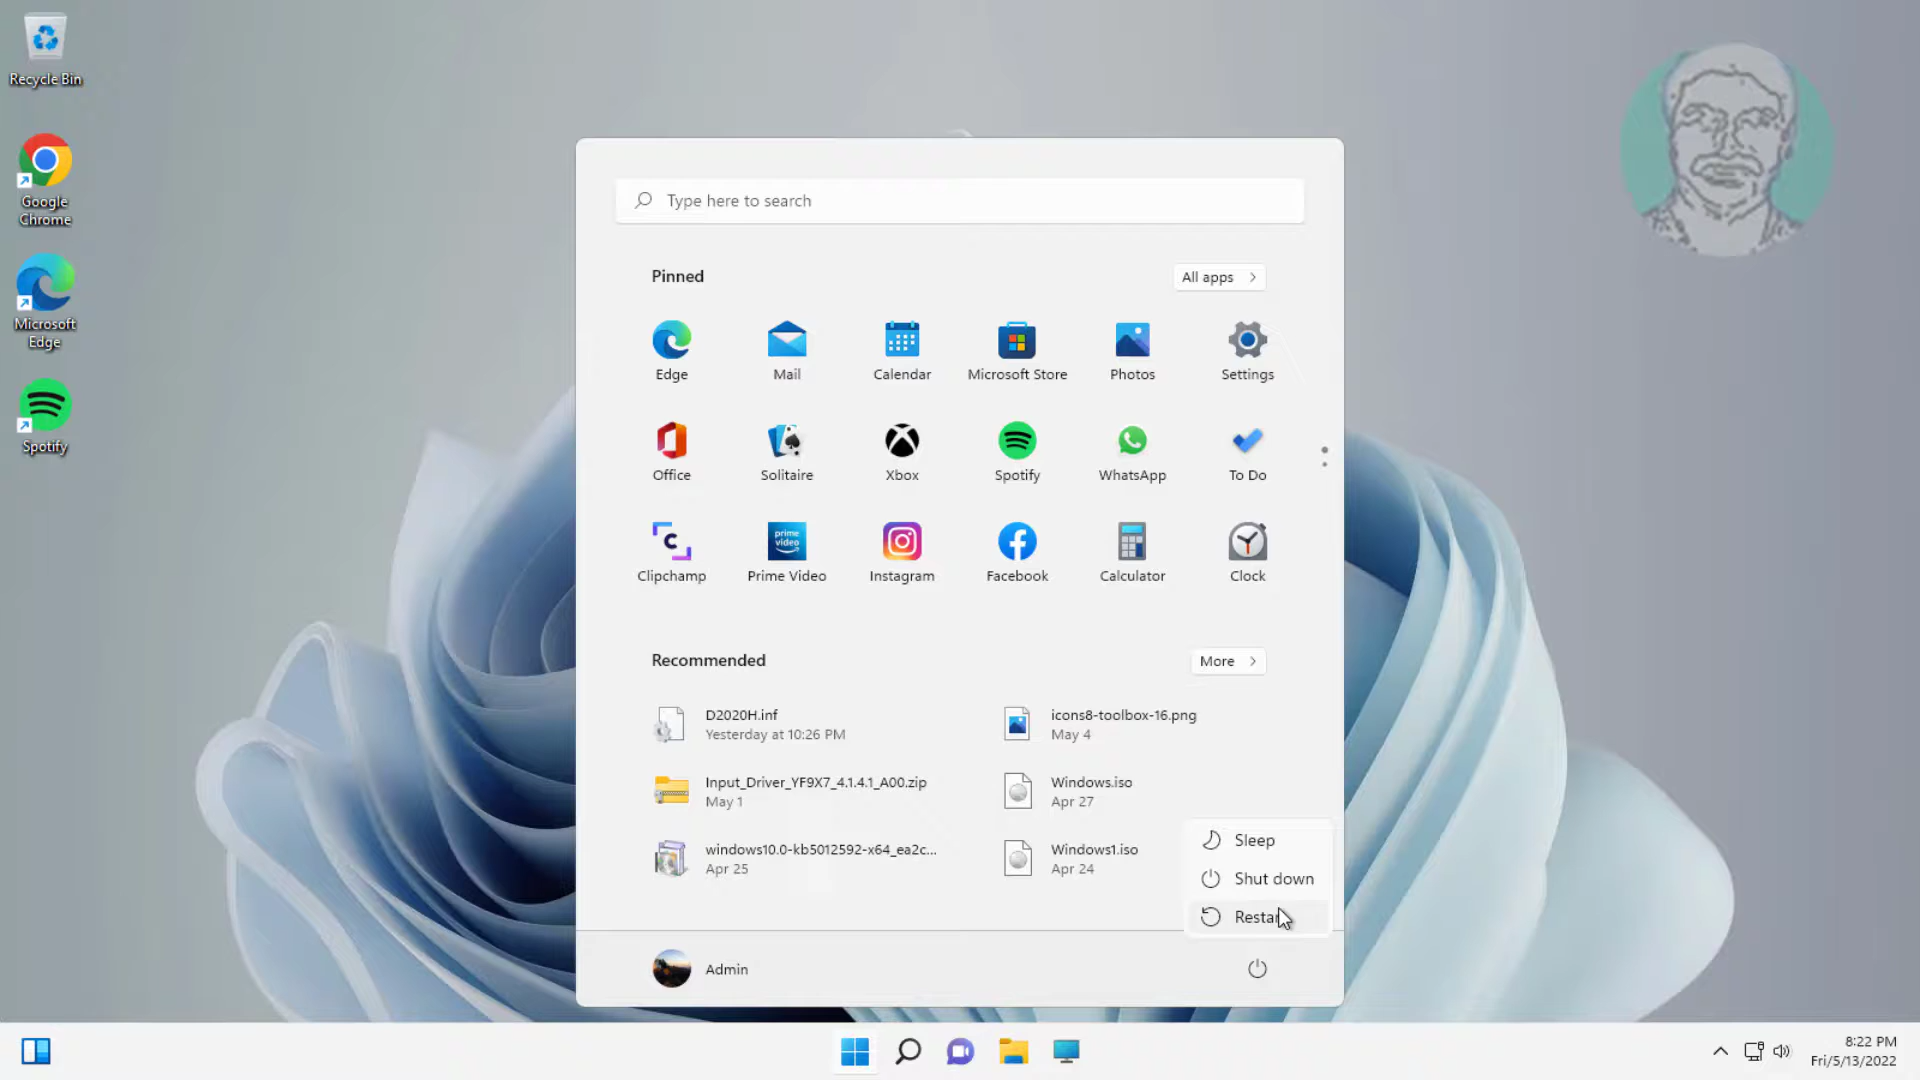 Recycle Bin
Google
Chrome
Microsoft
Edge
Spotify
Type here to search
Pinned
All apps
Edge
Mail
Calendar
Microsoft Store
Photos
Settings
Office
Solitaire
Xbox
Spotify
WhatsApp
To Do
Clipchamp
prime
video
Prime Video
Instagram
Facebook
Calculator
Clock
Recommended
More
D2020H.inf
Yesterday at 10:26 PM
icons8-toolbox-16.png
May 4
Input_Driver_YF9X7_4.1.4.1_A00.zip
May 1
Windows.iso
Apr 27
windows10.0-kb5012592-x64_ea2c...
Apr 25
Windows1.iso
Apr 24
Sleep
Shut down
Restart
Admin
8:22 PM
Fri/5/13/2022